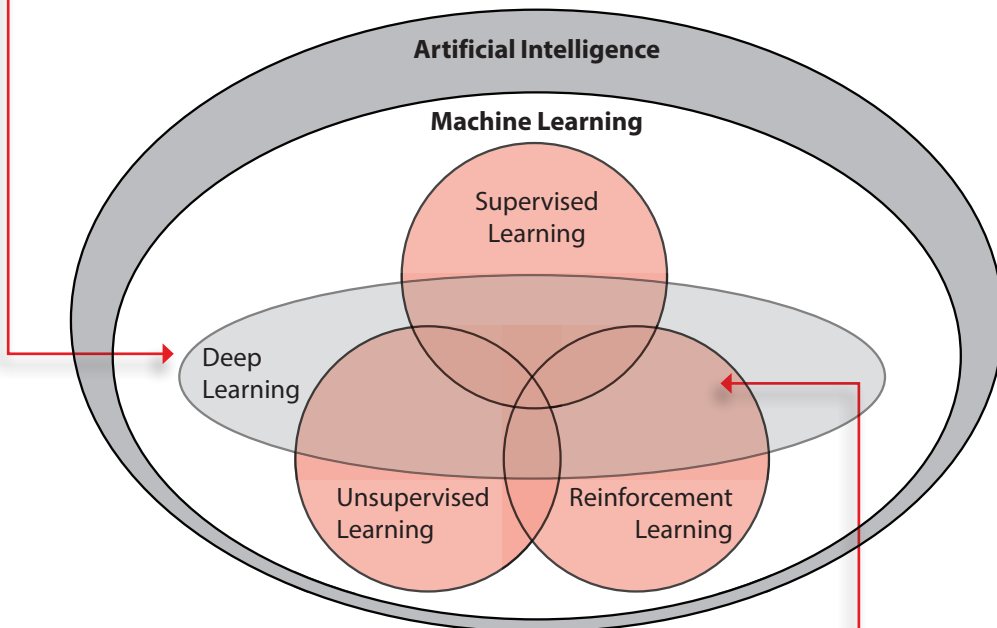 Artificial Intelligence
Machine Learning
Supervised
Learning
Deep
Learning
Unsupervised
Learning
Reinforcement
Learning